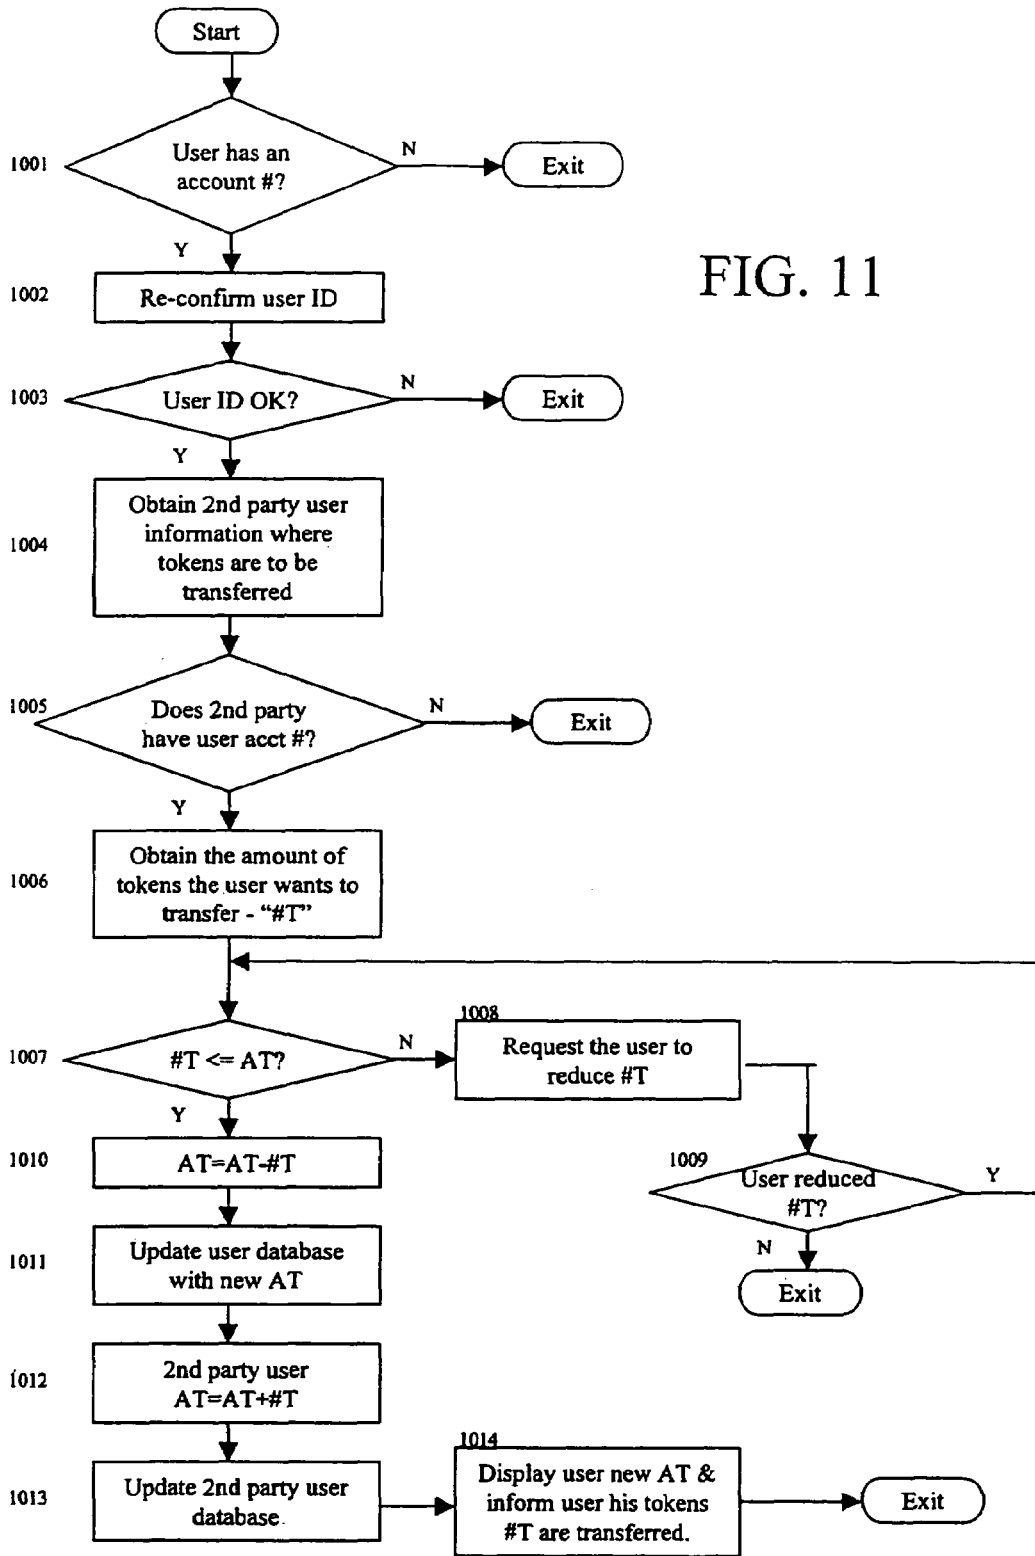 Start
1001
User has an
account #?
N
Exit
Y
FIG. 11
1002
Re-confirm user ID
1003
User ID OK?
N
Exit
Y
1004
Obtain 2nd party user
information where
tokens are to be
transferred
1005
Does 2nd party
have user acct #?
N
Exit
Y
1006
Obtain the amount of
tokens the user wants to
transfer - “#T”
1007
#T <= AT?
N
1008
Request the user to
reduce #T
Y
1010
AT=AT-#T
1009
User reduced
#T?
Y
N
Exit
1011
Update user database
with new AT
1012
2nd party user
AT=AT+#T
1013
Update 2nd party user
database.
1014
Display user new AT &
inform user his tokens
#T are transferred.
Exit